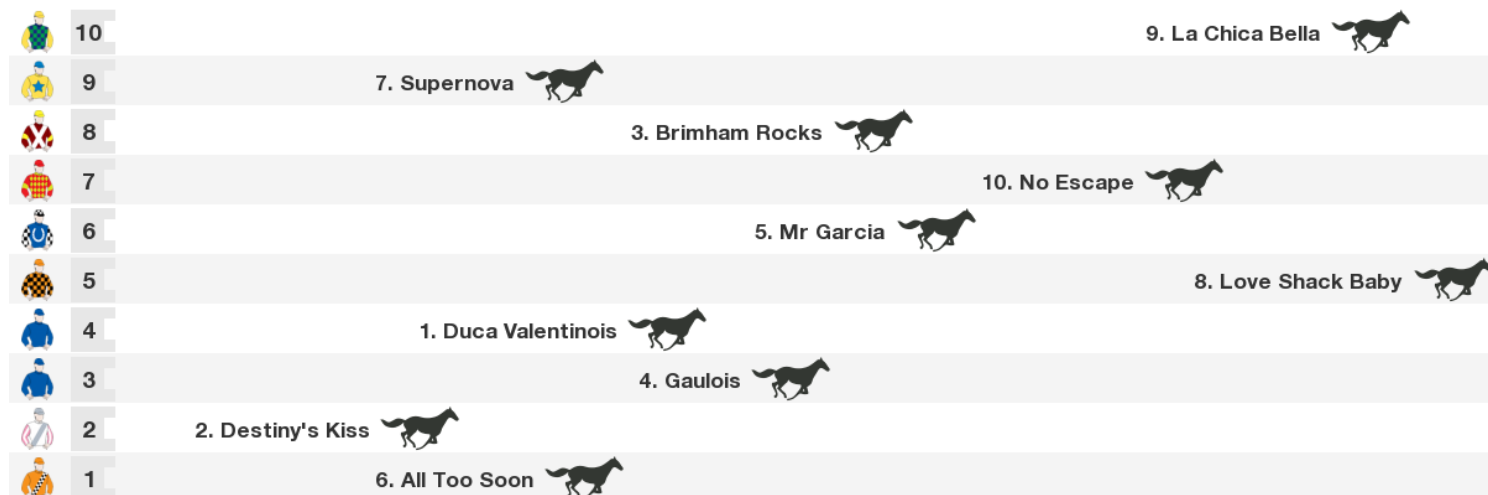 10 9. La Chica Bella
9 7. Supernova
8 3. Brimham Rocks
7 10. No Escape
6 5. Mr Garcia
5 8. Love Shack Baby
4 1. Duca Valentinois
3 4. Gaulois
2 2. Destiny's Kiss
1 6. All Too Soon